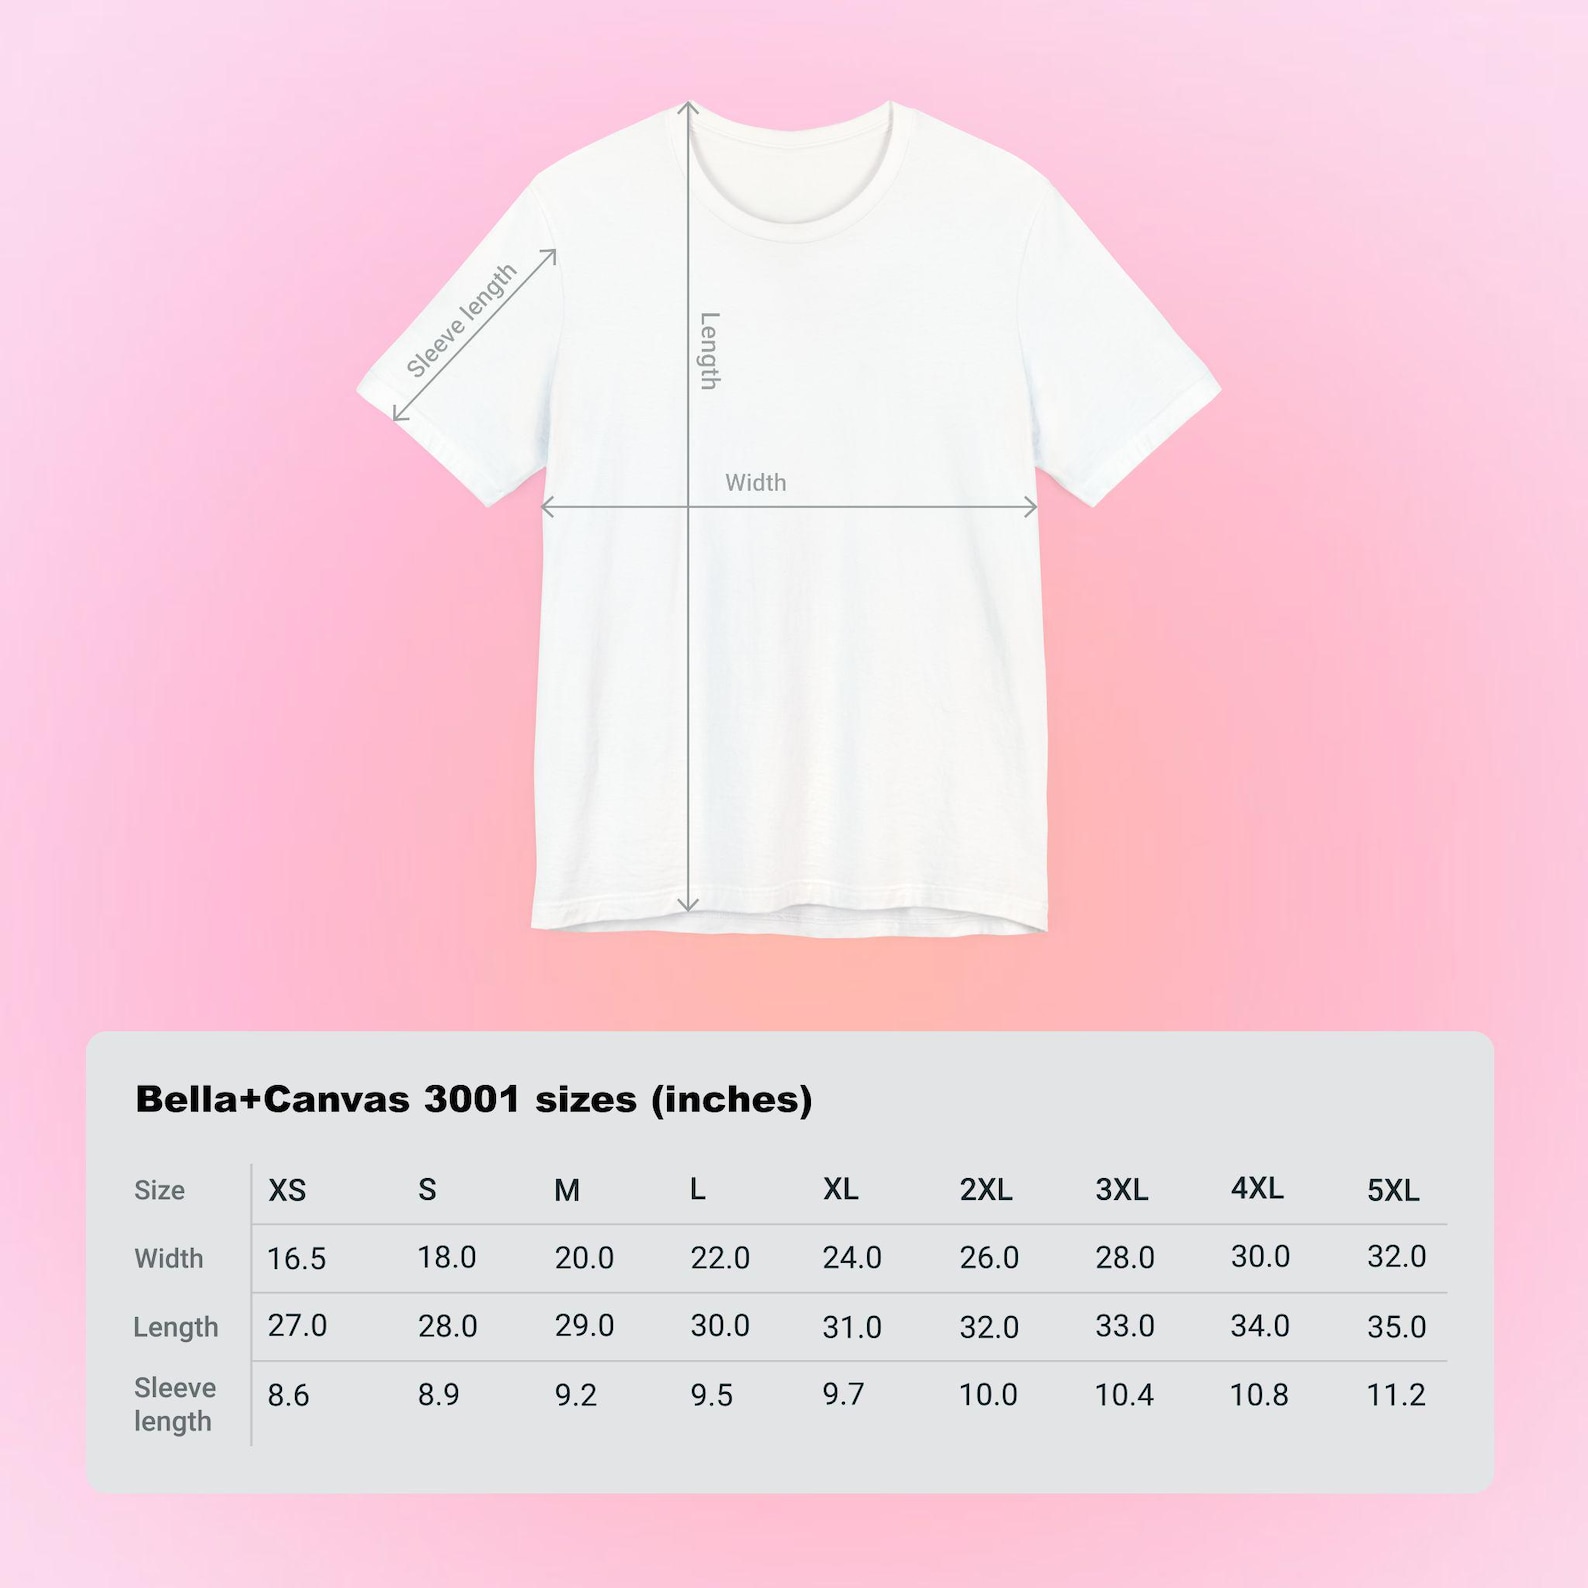 Sleeve length
Length
Width
Bella+Canvas 3001 sizes (inches)
Size XS S M L XL 2XL 3XL 4XL 5XL
Width 16.5 18.0 20.0 22.0 24.0 26.0 28.0 30.0 32.0
Length 27.0 28.0 29.0 30.0 31.0 32.0 33.0 34.0 35.0
Sleeve length 8.6 8.9 9.2 9.5 9.7 10.0 10.4 10.8 11.2